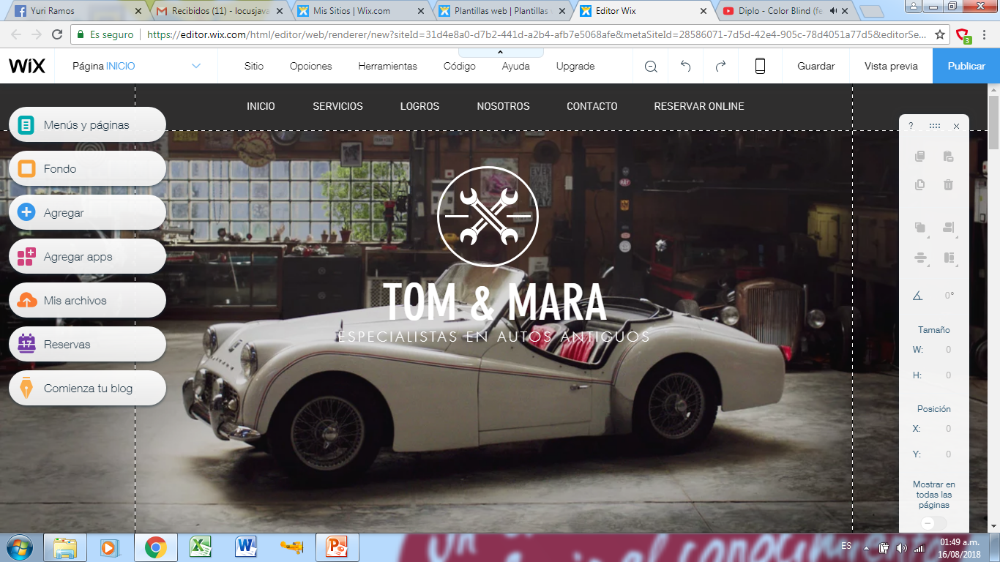 Yuri Ramos
Recibidos (11) - locusjava
Mis Sitios | Wix.com
Plantillas web | Plantillas
Editor Wix
Diplo - Color Blind (fe
Es seguro
https://editor.wix.com/html/editor/web/renderer/new?siteId=31d4e8a0-d7b2-441d-a2b4-afb7e5068afe&metaSiteId=28586071-7d5d-42e4-905c-78d4051a77d5&editorSe...
3
WiX
Página INICIO
Sitio
Opciones
Herramientas
Código
Ayuda
Upgrade
Guardar
Vista previa
Publicar
INICIO
SERVICIOS
LOGROS
NOSOTROS
CONTACTO
RESERVAR ONLINE
Menús y páginas
Fondo
Agregar
Agregar apps
Mis archivos
17
Reservas
Comienza tu blog
TOM & MARA
ESPECIALISTAS EN AUTOS ANTIGUOS
?
0°
Tamaño
W: 0
H: 0
Posición
X: 0
Y: 0
Mostrar en
todas las
páginas
ES
01:49 a.m.
16/08/2018